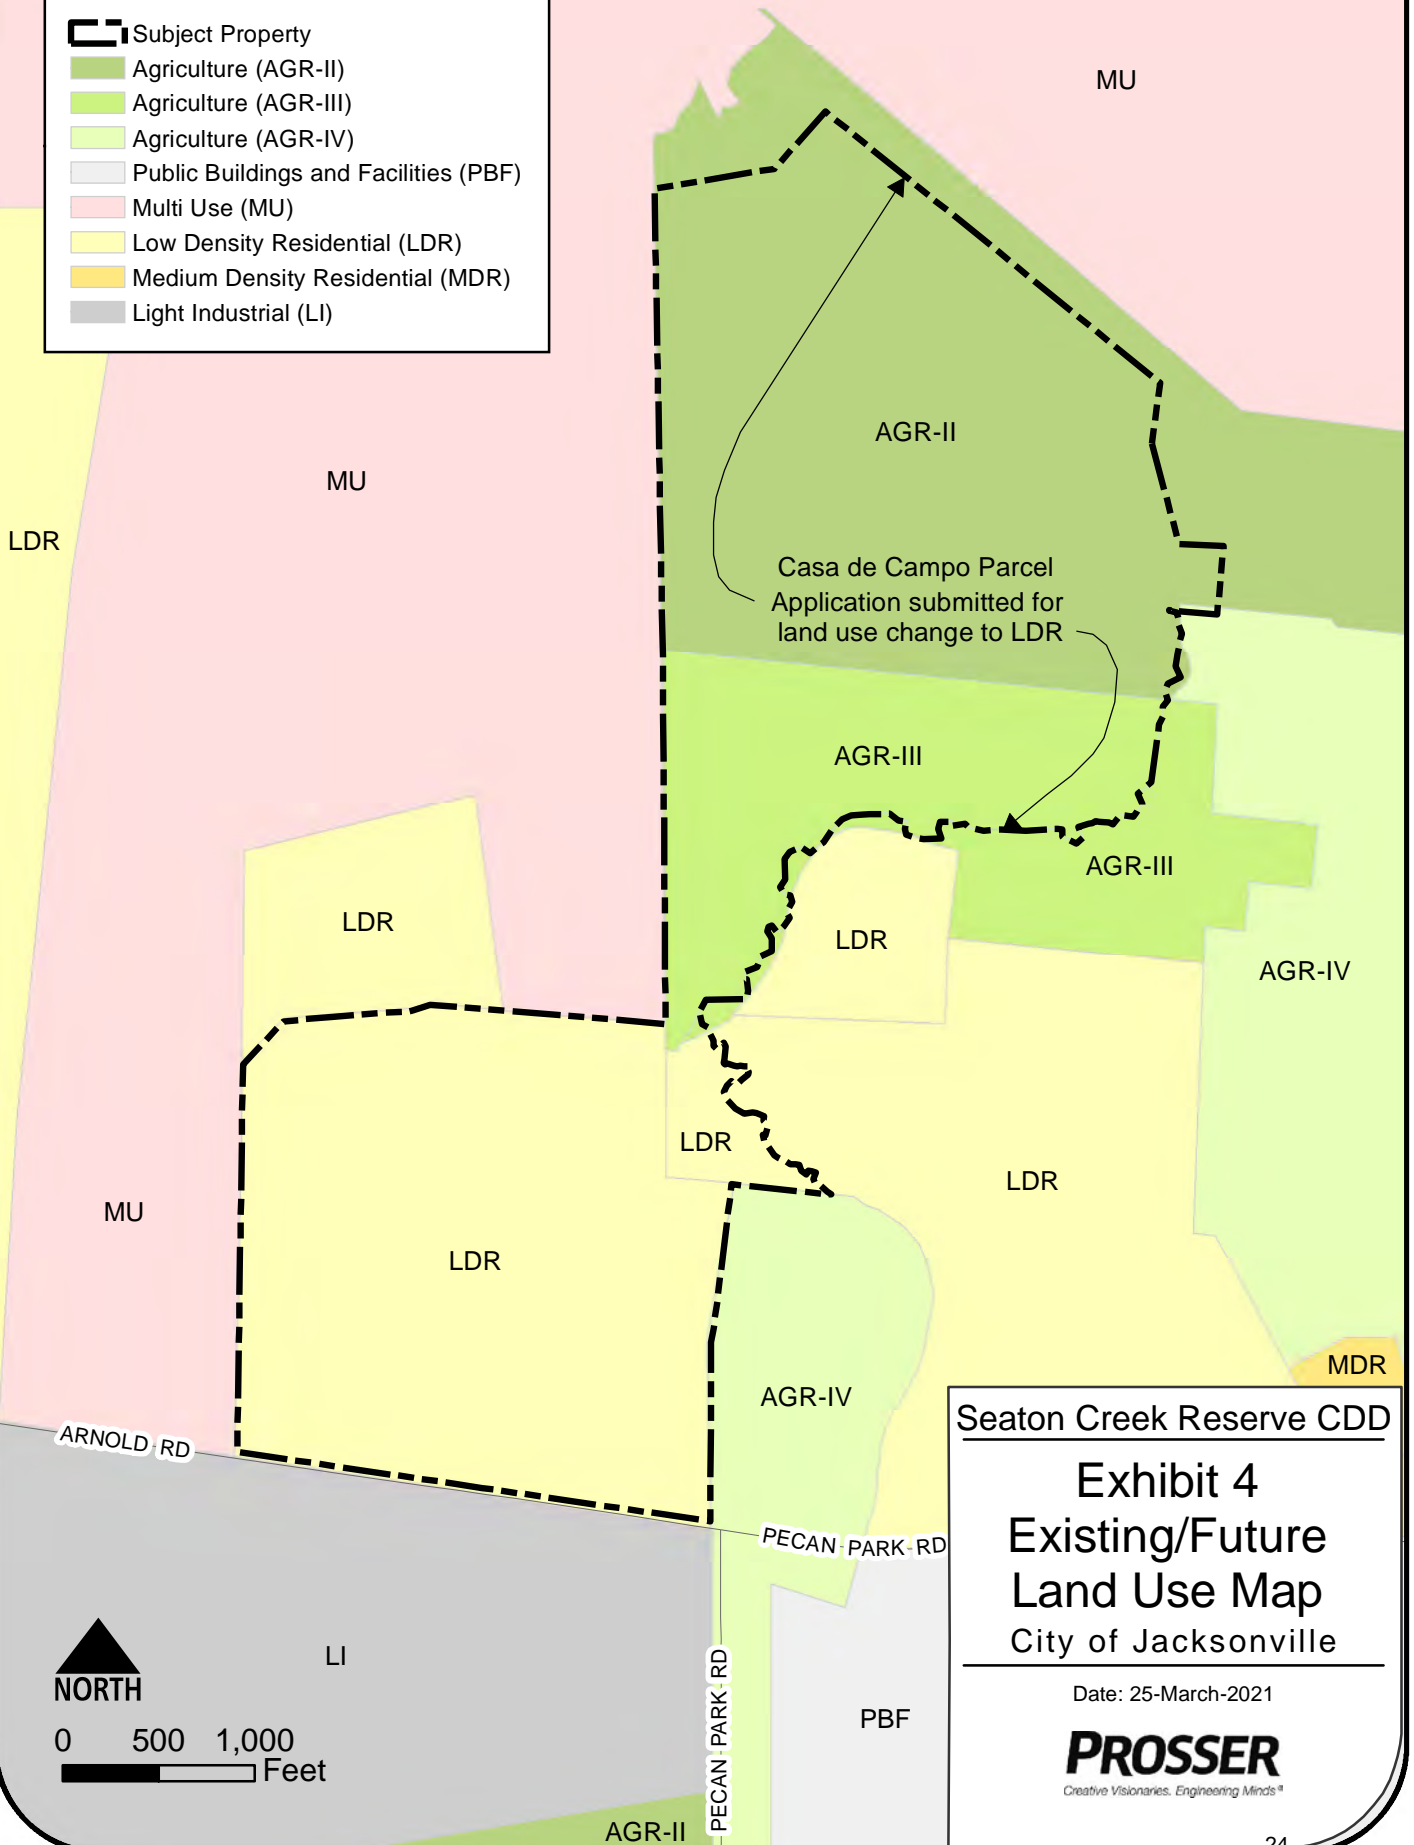 Subject Property
Agriculture (AGR-II)
Agriculture (AGR-III)
Agriculture (AGR-IV)
Public Buildings and Facilities (PBF)
Multi Use (MU)
Low Density Residential (LDR)
Medium Density Residential (MDR)
Light Industrial (LI)
MU
AGR-II
MU
LDR
Casa de Campo Parcel
Application submitted for
land use change to LDR
AGR-III
AGR-III
LDR
LDR
AGR-IV
LDR
LDR
MU
LDR
MDR
AGR-IV
ARNOLD RD
PECAN PARK RD
LI
PECAN PARK RD
PBF
AGR-II
NORTH
0 500 1,000
Feet
Seaton Creek Reserve CDD
Exhibit 4
Existing/Future
Land Use Map
City of Jacksonville
Date: 25-March-2021
PROSSER
Creative Visionaries. Engineering Minds